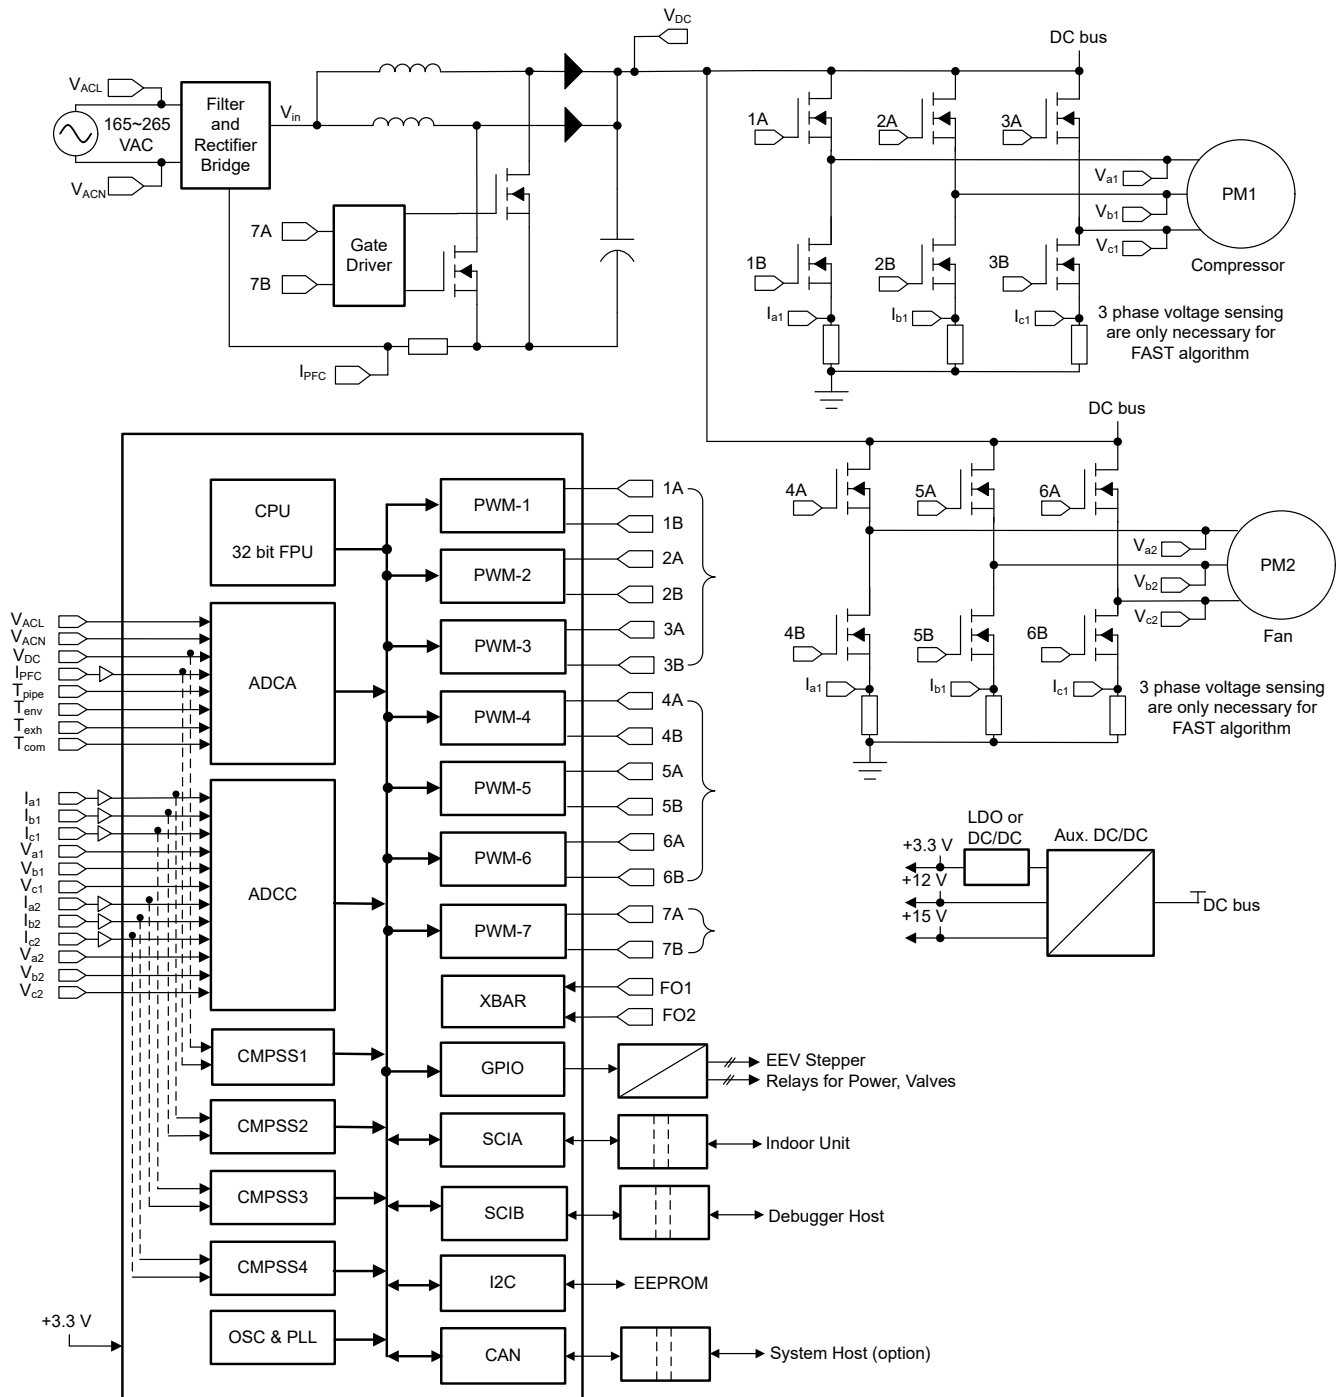 V_DC
DC bus
V_ACL
Filter
and
Rectifier
Bridge
V_in
165~265
VAC
V_ACN
1A
2A
3A
V_a1
V_b1
V_c1
PM1
Compressor
7A
7B
Gate
Driver
1B
2B
3B
I_a1
I_b1
I_c1
3 phase voltage sensing
are only necessary for
FAST algorithm
I_PFC
DC bus
4A
5A
6A
V_a2
V_b2
V_c2
PM2
Fan
4B
5B
6B
I_a1
I_b1
I_c1
3 phase voltage sensing
are only necessary for
FAST algorithm
CPU
32 bit FPU
PWM-1
1A
1B
PWM-2
2A
2B
PWM-3
3A
3B
PWM-4
4A
4B
PWM-5
5A
5B
PWM-6
6A
6B
PWM-7
7A
7B
V_ACL
V_ACN
V_DC
I_PFC
T_pipe
T_env
T_exh
T_com
ADCA
I_a1
I_b1
I_c1
V_a1
V_b1
V_c1
I_a2
I_b2
I_c2
V_a2
V_b2
V_c2
ADCC
LDO or
DC/DC
Aux. DC/DC
+3.3 V
+12 V
+15 V
DC bus
XBAR
FO1
FO2
CMPSS1
GPIO
EEV Stepper
Relays for Power, Valves
CMPSS2
SCIA
Indoor Unit
CMPSS3
SCIB
Debugger Host
CMPSS4
I2C
EEPROM
+3.3 V
OSC & PLL
CAN
System Host (option)